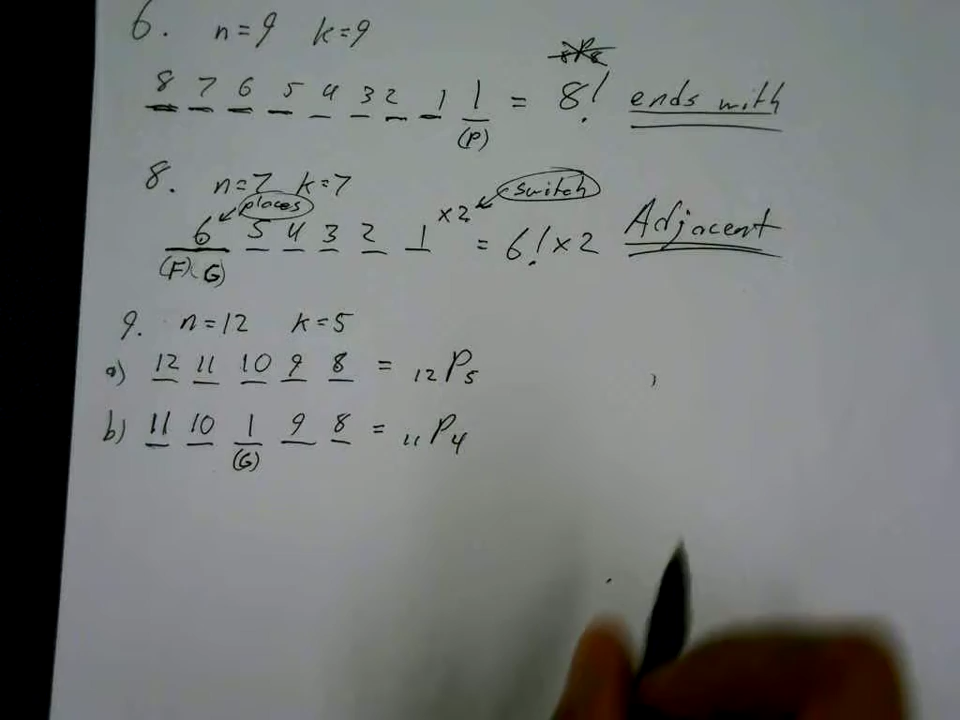 6. n=9 k=9
8 7 6 5 4 3 2 1 1 = 8! ends with
(P)
8. n=7 k=7
places switch
6 5 4 3 2 1 ×2 = 6! ×2 Adjacent
(F)(G)
9. n=12 k=5
a) 12 11 10 9 8 = 12P5
b) 11 10 1 9 8 = 11P4
(G)